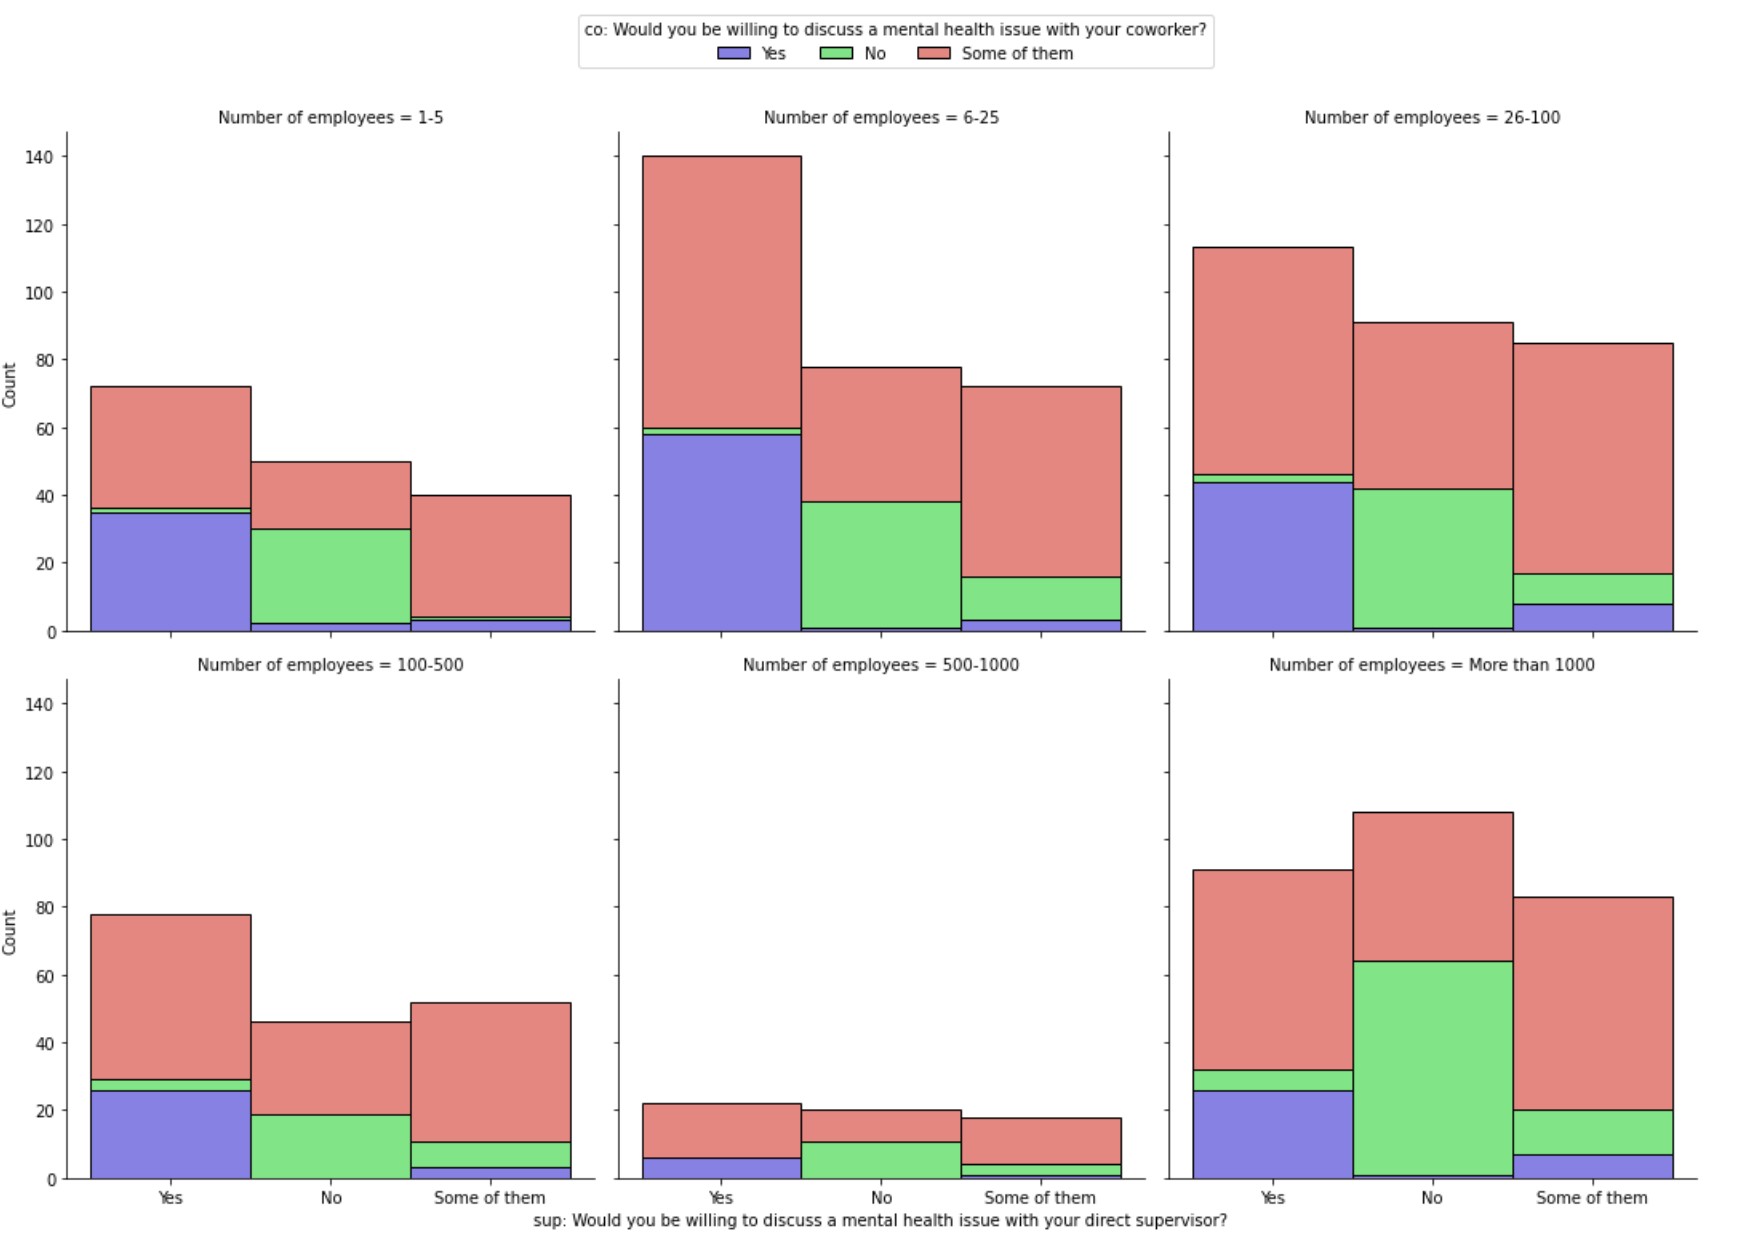 co: Would you be willing to discuss a mental health issue with your coworker?
Yes No Some of them
Number of employees = 1-5
Number of employees = 6-25
Number of employees = 26-100
140
120
100
80
60
40
20
0
Count
Number of employees = 100-500
Number of employees = 500-1000
Number of employees = More than 1000
140
120
100
80
60
40
20
0
Count
Yes No Some of them
Yes No Some of them
Yes No Some of them
sup: Would you be willing to discuss a mental health issue with your direct supervisor?